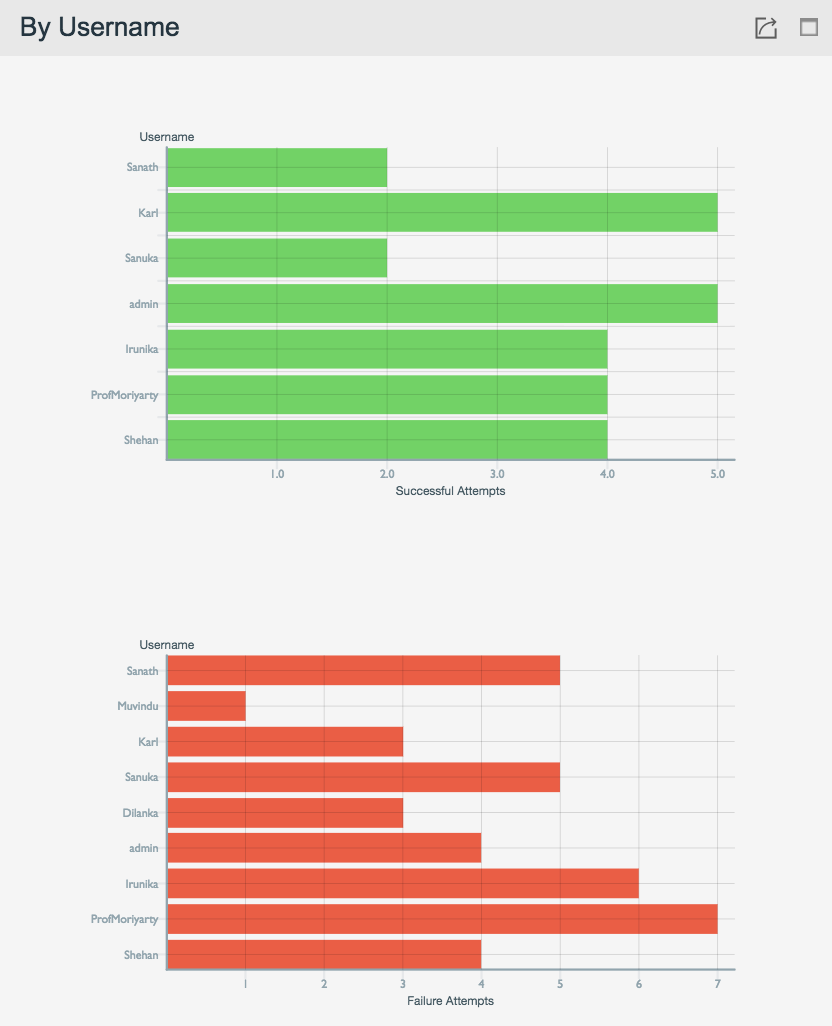 By Username
Username
Sanath
Karl
Sanuka
admin
Irunika
ProfMoriyarty
Shehan
1.0 2.0 3.0 4.0 5.0
Successful Attempts
Username
Sanath
Muvindu
Karl
Sanuka
Dilanka
admin
Irunika
ProfMoriyarty
Shehan
1 2 3 4 5 6 7
Failure Attempts